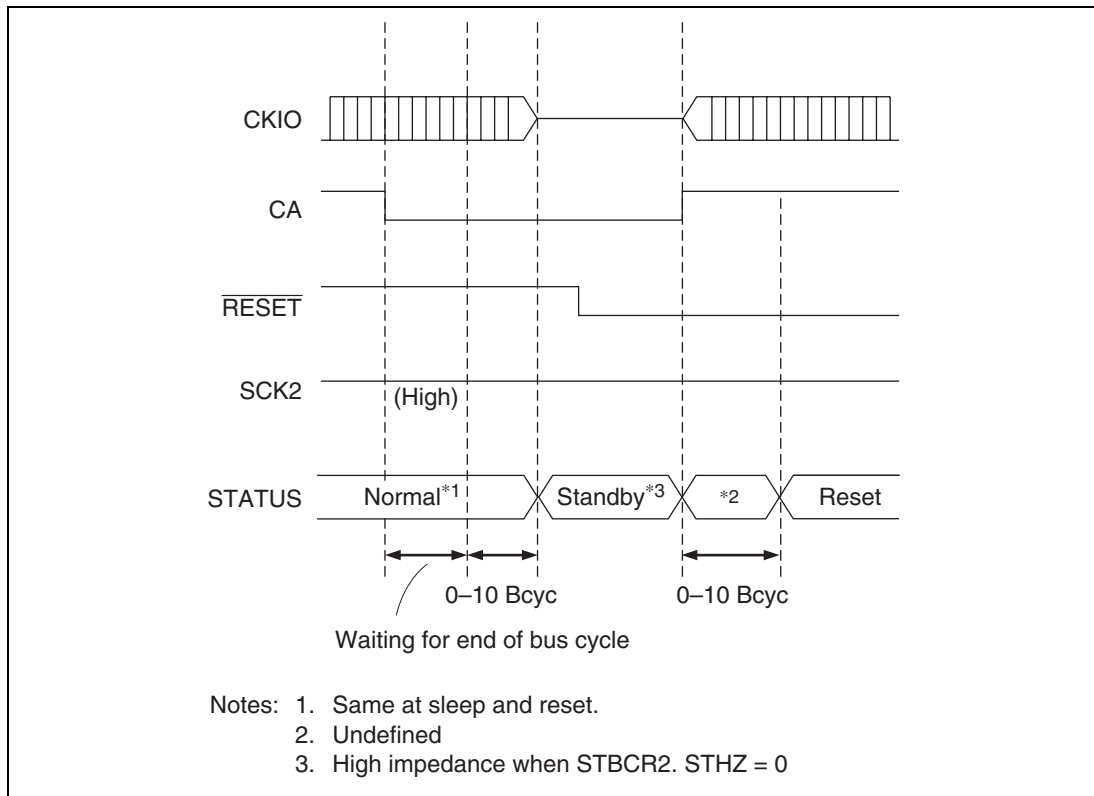 CKIO
CA
RESET
SCK2
(High)
STATUS
Normal*1
Standby*3
*2
Reset
0–10 Bcyc
0–10 Bcyc
Waiting for end of bus cycle
Notes: 1. Same at sleep and reset.
2. Undefined
3. High impedance when STBCR2. STHZ = 0